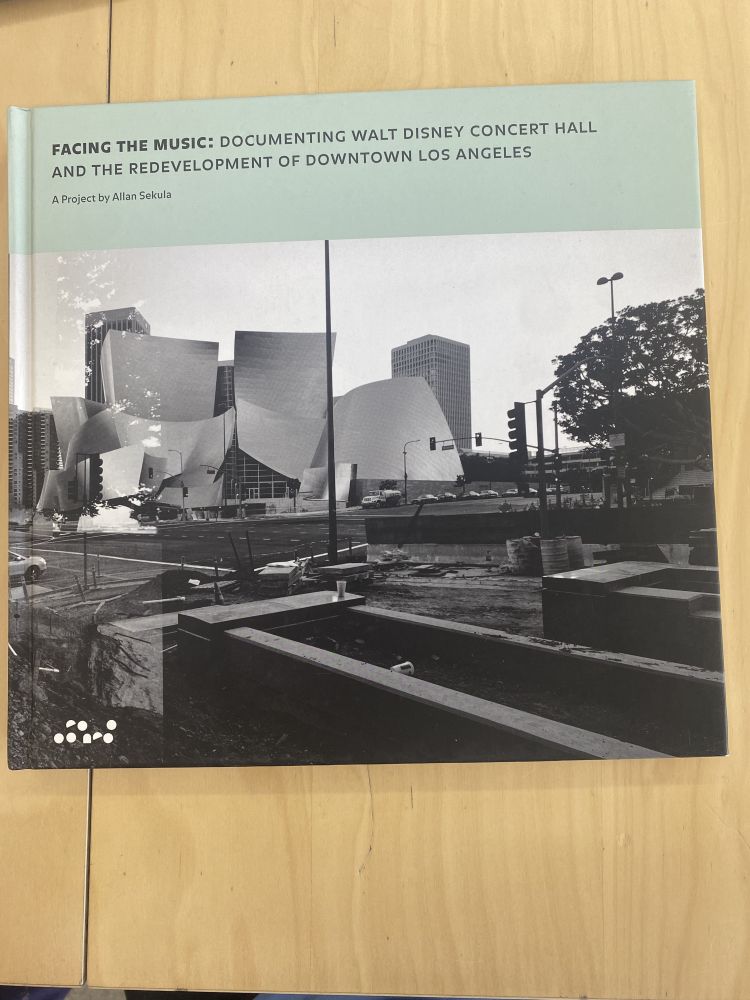 FACING THE MUSIC: DOCUMENTING WALT DISNEY CONCERT HALL
AND THE REDEVELOPMENT OF DOWNTOWN LOS ANGELES
A Project by Allan Sekula